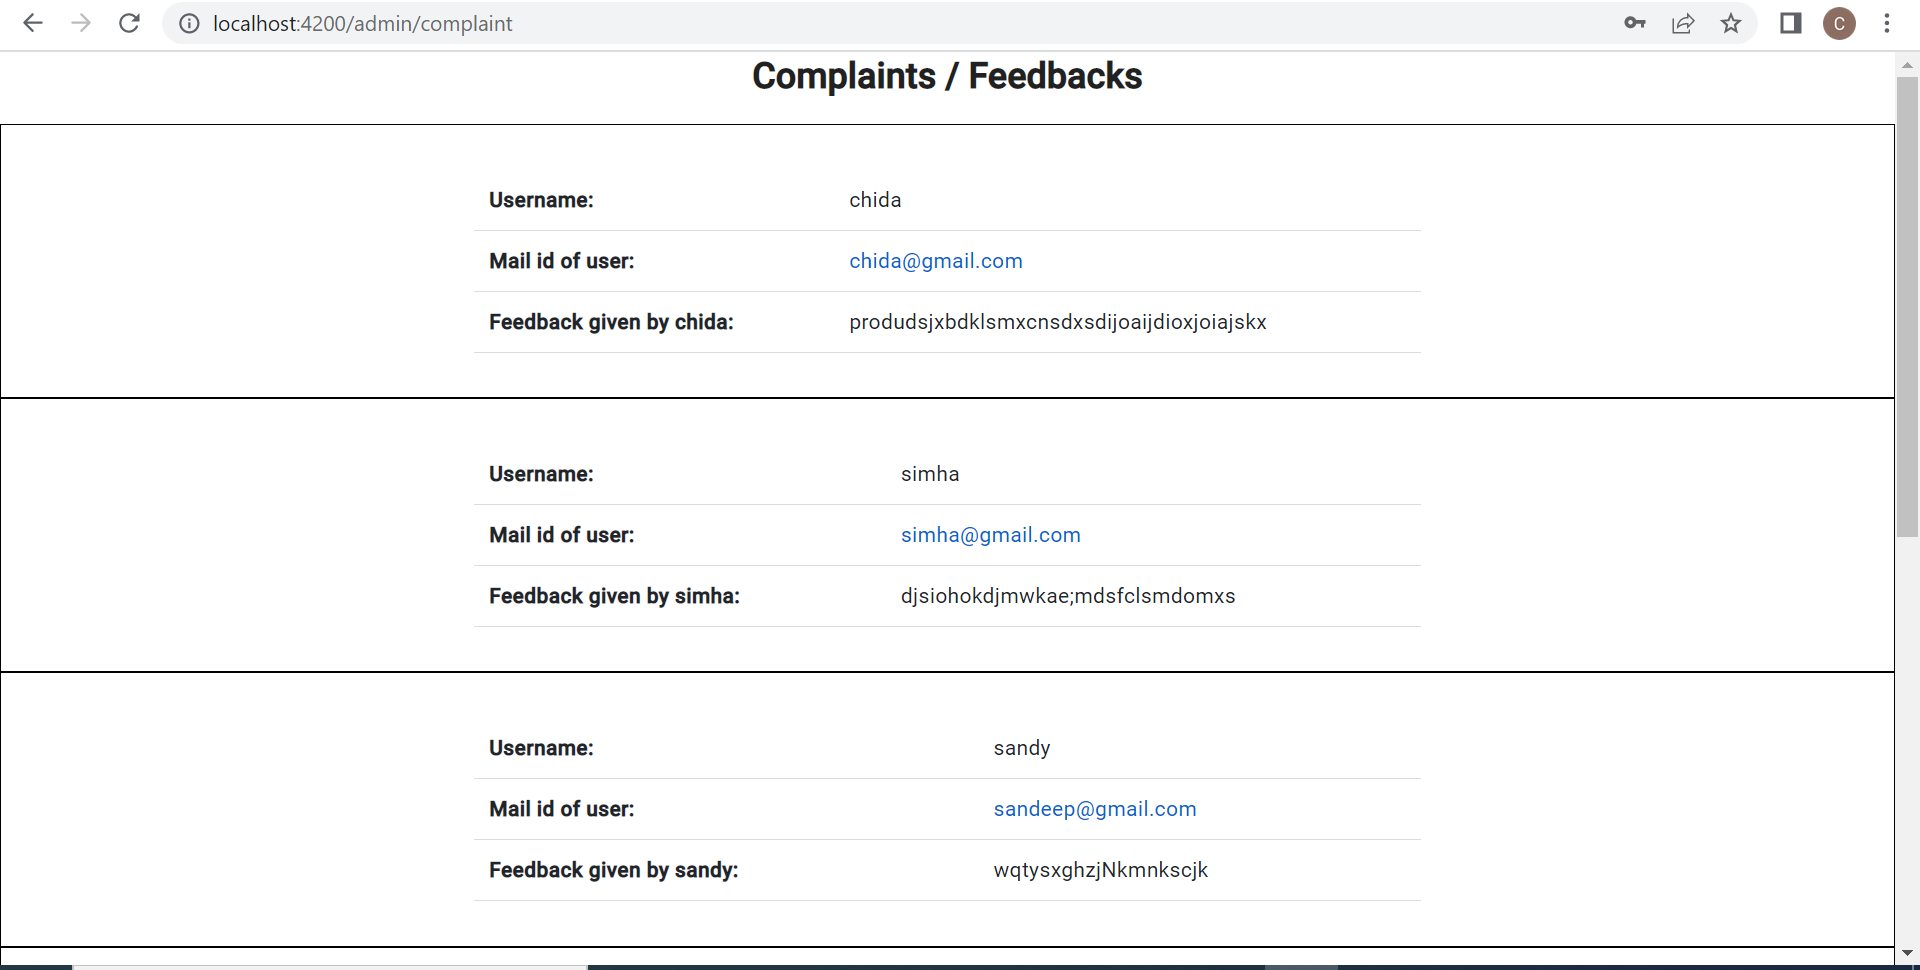 localhost:4200/admin/complaint
C
Complaints / Feedbacks
Username: chida
Mail id of user: chida@gmail.com
Feedback given by chida: produdsjxbdklsmxcnsdxsdijoaijdioxjoiajskx
Username: simha
Mail id of user: simha@gmail.com
Feedback given by simha: djsiohokdjmwkae;mdsfclsmdomxs
Username: sandy
Mail id of user: sandeep@gmail.com
Feedback given by sandy: wqtysxghzjNkmnkscjk